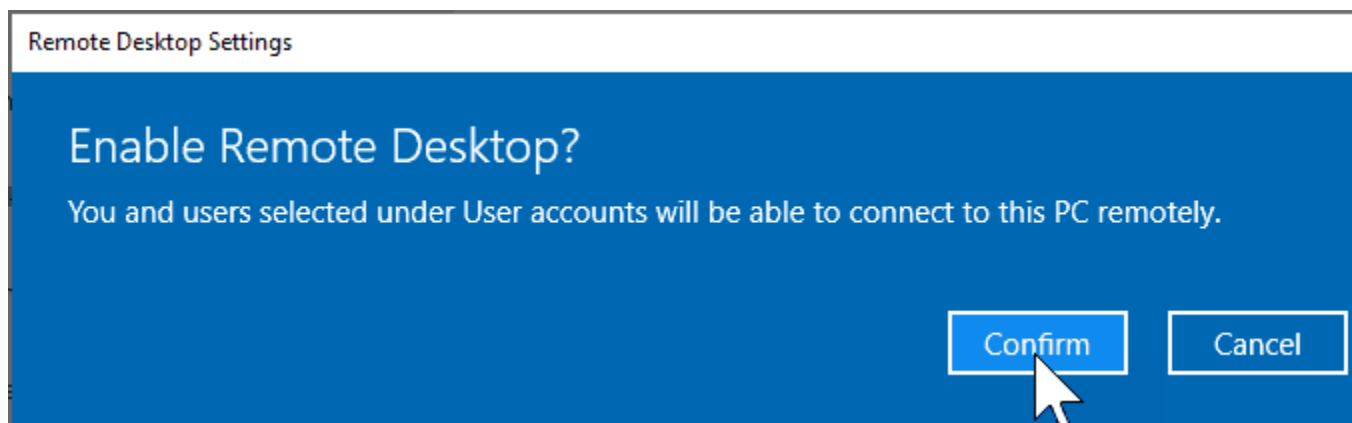 Remote Desktop Settings
Enable Remote Desktop?
You and users selected under User accounts will be able to connect to this PC remotely.
Confirm Cancel